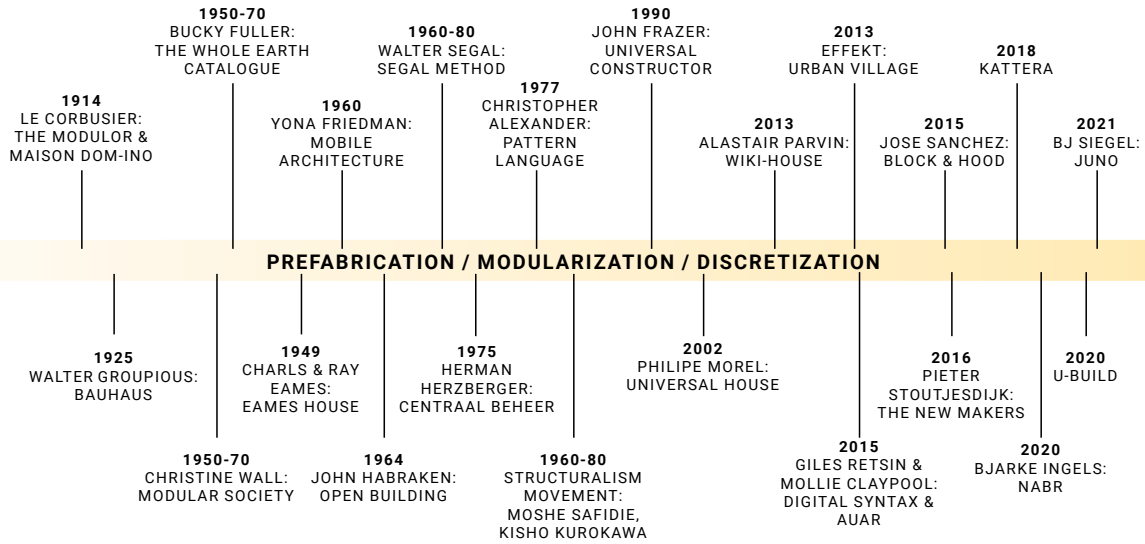 1914
LE CORBUSIER:
THE MODULOR &
MAISON DOM-INO
1950-70
BUCKY FULLER:
THE WHOLE EARTH
CATALOGUE
1960
YONA FRIEDMAN:
MOBILE
ARCHITECTURE
1960-80
WALTER SEGAL:
SEGAL METHOD
1977
CHRISTOPHER
ALEXANDER:
PATTERN
LANGUAGE
1990
JOHN FRAZER:
UNIVERSAL
CONSTRUCTOR
2013
ALASTAIR PARVIN:
WIKI-HOUSE
2013
EFFEKT:
URBAN VILLAGE
2015
JOSE SANCHEZ:
BLOCK & HOOD
2018
KATTERA
2021
BJ SIEGEL:
JUNO
PREFABRICATION / MODULARIZATION / DISCRETIZATION
1925
WALTER GROUPIOUS:
BAUHAUS
1950-70
CHRISTINE WALL:
MODULAR SOCIETY
1949
CHARLS & RAY
EAMES:
EAMES HOUSE
1964
JOHN HABRAKEN:
OPEN BUILDING
1975
HERMAN
HERZBERGER:
CENTRAAL BEHEER
1960-80
STRUCTURALISM
MOVEMENT:
MOSHE SAFIDIE,
KISHO KUROKAWA
2002
PHILIPE MOREL:
UNIVERSAL HOUSE
2015
GILES RETSIN &
MOLLIE CLAYPOOL:
DIGITAL SYNTAX &
AUAR
2016
PIETER
STOUTJESDIJK:
THE NEW MAKERS
2020
BJARKE INGELS:
NABR
2020
U-BUILD